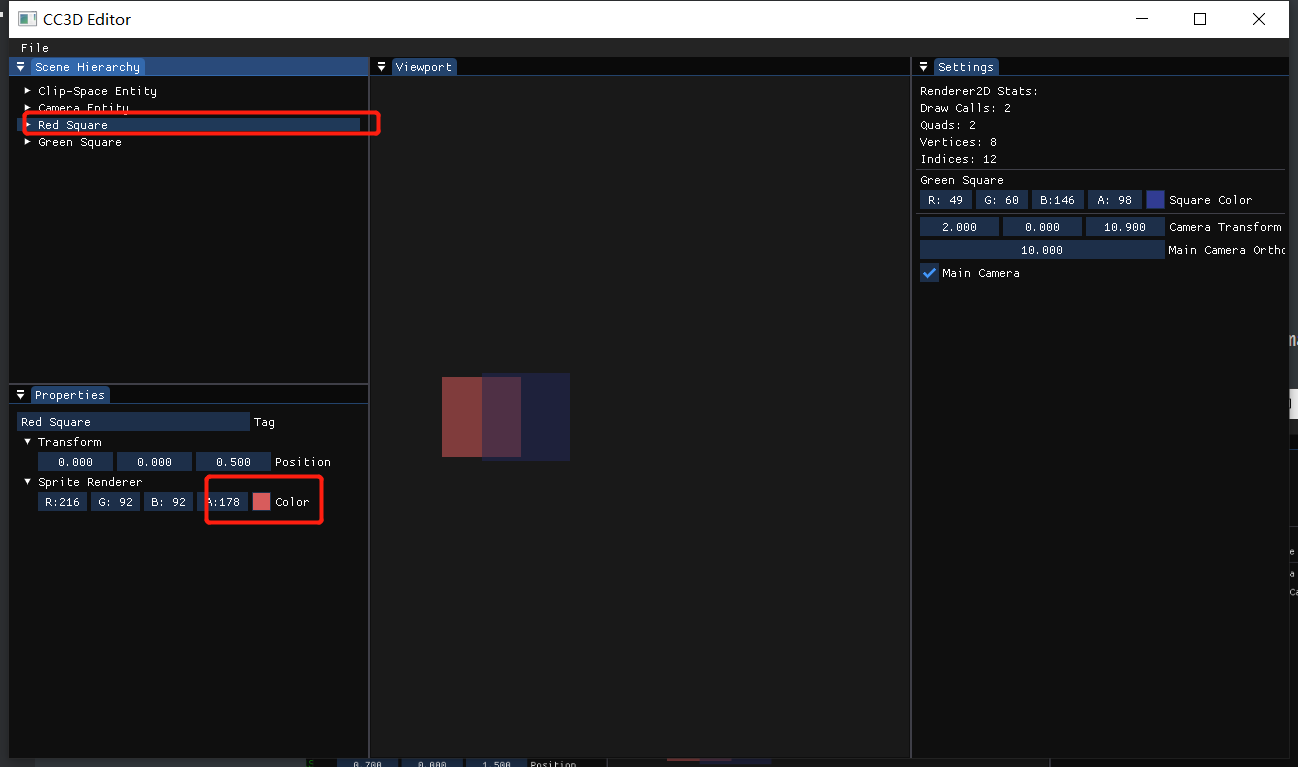 CC3D Editor
File
Scene Hierarchy
Clip-Space Entity
Camera Entity
Red Square
Green Square
Properties
Red Square Tag
Transform
0.000 0.000 0.500 Position
Sprite Renderer
R:216 G: 92 B: 92 A:178 Color
Viewport
Settings
Renderer2D Stats:
Draw Calls: 2
Quads: 2
Vertices: 8
Indices: 12
Green Square
R: 49 G: 60 B:146 A: 98 Square Color
2.000 0.000 10.900 Camera Transform
10.000 Main Camera Ortho
Main Camera
0.700 0.000 1.500 Position